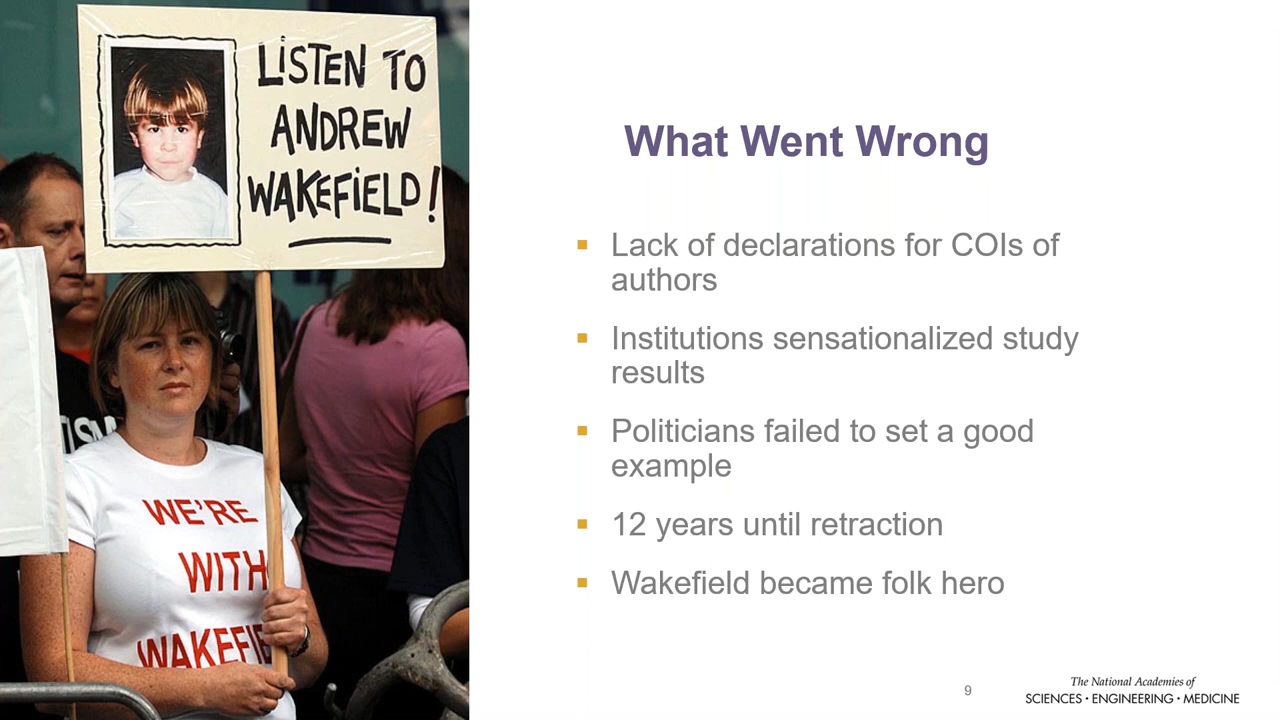 LiSTEN TO
ANDREW
WAKEFiELD!
TISM
WE'RE
WITH
WAKEFIE
What Went Wrong
Lack of declarations for COIs of
authors
Institutions sensationalized study
results
Politicians failed to set a good
example
12 years until retraction
Wakefield became folk hero
9
The National Academies of
SCIENCES · ENGINEERING · MEDICINE